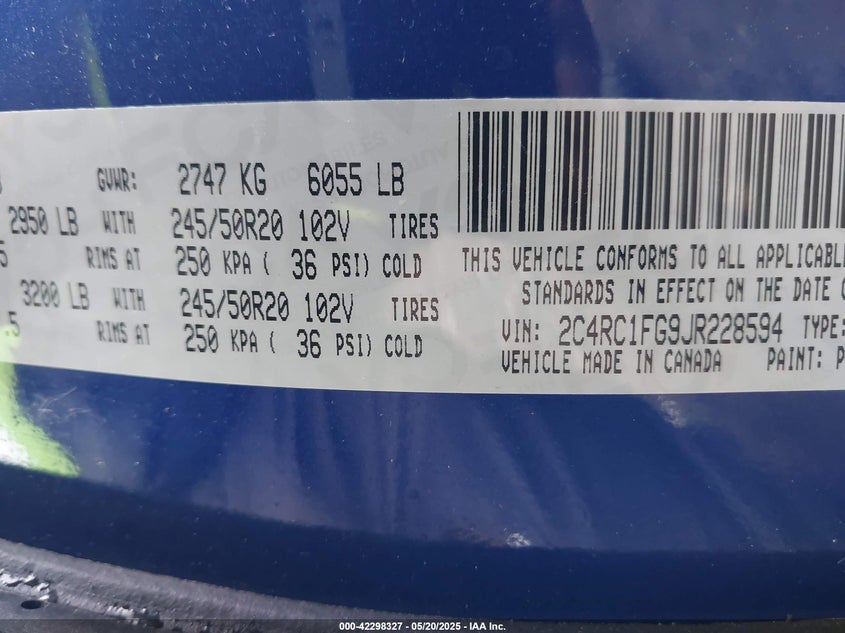 GVWR: 2747 KG 6055 LB
2950 LB WITH 245/50R20 102V TIRES
5 RIMS AT 250 KPA ( 36 PSI) COLD
3200 LB WITH 245/50R20 102V TIRES
5 RIMS AT 250 KPA ( 36 PSI) COLD
THIS VEHICLE CONFORMS TO ALL APPLICABLE
STANDARDS IN EFFECT ON THE DATE
VIN: 2C4RC1FG9JR228594 TYPE:
VEHICLE MADE IN CANADA PAINT: P
000-42298327 - 05/20/2025 - IAA Inc.